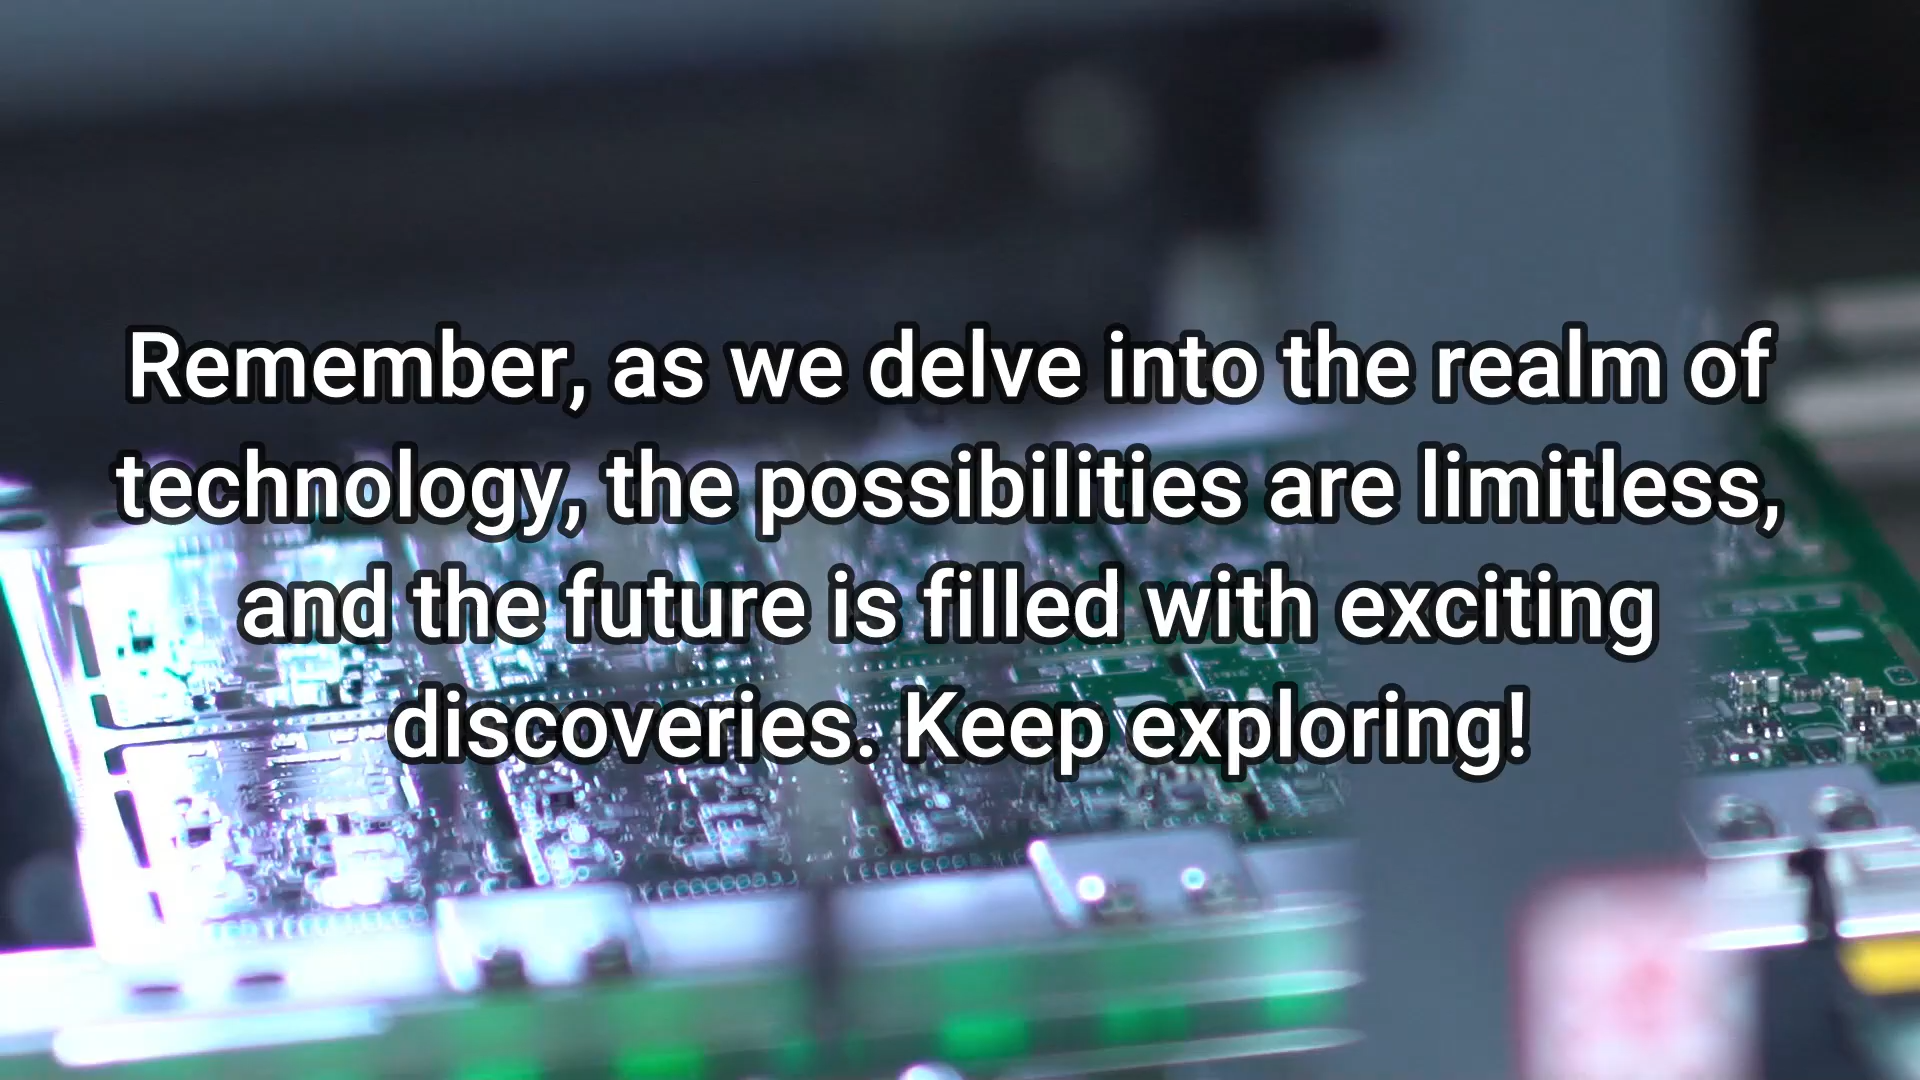 Remember, as we delve into the realm of
technology, the possibilities are limitless,
and the future is filled with exciting
discoveries. Keep exploring!